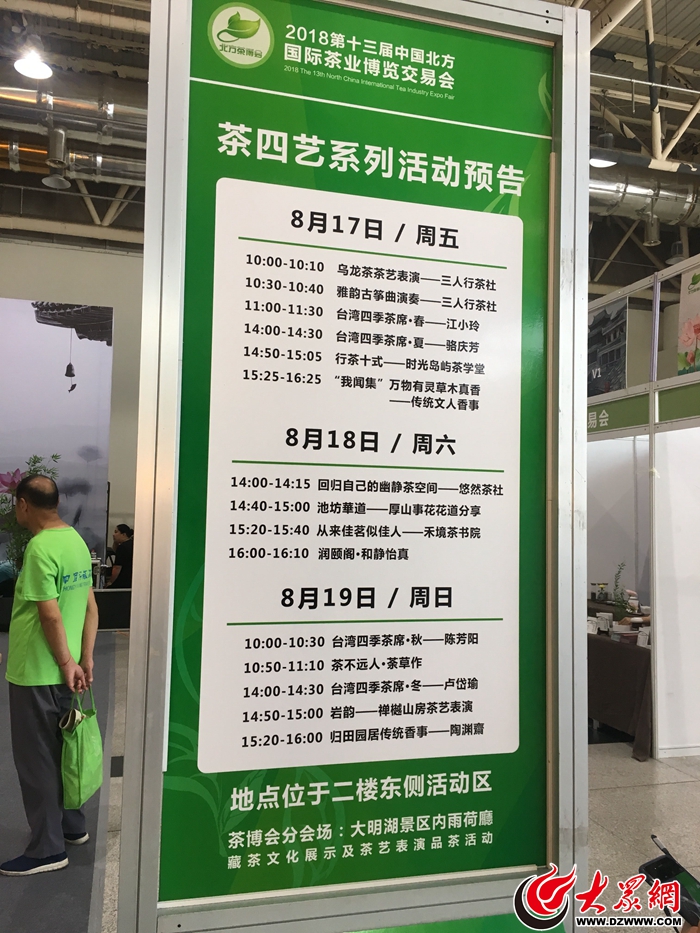 北方茶博会
2018第十三届中国北方
国际茶业博览交易会
2018 The 13th North China International Tea Industry Expo Fair
茶四艺系列活动预告
8月17日 / 周五
10:00-10:10 乌龙茶茶艺表演——三人行茶社
10:30-10:40 雅韵古筝曲演奏——三人行茶社
11:00-11:30 台湾四季茶席·春——江小玲
14:00-14:30 台湾四季茶席·夏——骆庆芳
14:50-15:05 行茶十式——时光岛屿茶学堂
15:25-16:25 “我闻集”万物有灵草木真香
——传统文人香事
8月18日 / 周六
14:00-14:15 回归自己的幽静茶空间——悠然茶社
14:40-15:00 池坊華道——厚山事花花道分享
15:20-15:40 从来佳茗似佳人——禾境茶书院
16:00-16:10 润颐阁·和静怡真
8月19日 / 周日
10:00-10:30 台湾四季茶席·秋——陈芳阳
10:50-11:10 茶不远人·茶草作
14:00-14:30 台湾四季茶席·冬——卢岱瑜
14:50-15:00 岩韵——禅樾山房茶艺表演
15:20-16:00 归田园居传统香事——陶渊齋
地点位于二楼东侧活动区
茶博会分会场：大明湖景区内雨荷廳
藏茶文化展示及茶艺表演品茶活动
V1
易会
大眾網
www.dzwww.com